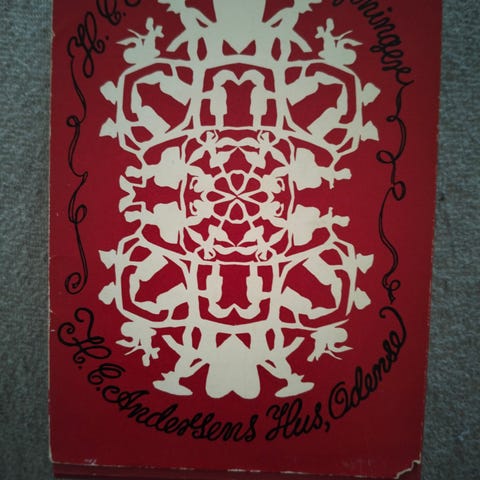 H. C.
H. C. Andersens Hus, Odense